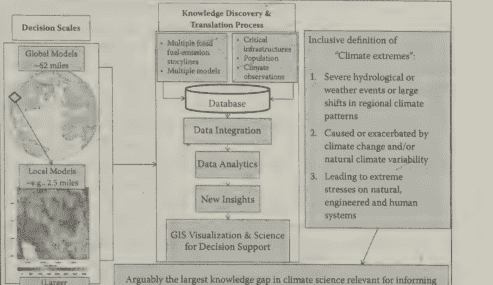 Decision Scales
Global Models
~62 miles
Local Models
~e.g., 2.5 miles
(Larger
Knowledge Discovery &
Translation Process
• Multiple fossil
fuel-emission
storylines
• Multiple models
• Critical
infrastructures
• Population
• Climate
observations
Database
Data Integration
Data Analytics
New Insights
GIS Visualization & Science
for Decision Support
Inclusive definition of
"Climate extremes":
1. Severe hydrological or
weather events or large
shifts in regional climate
patterns
2. Caused or exacerbated by
climate change and/or
natural climate variability
3. Leading to extreme
stresses on natural,
engineered and human
systems
Arguably the largest knowledge gap in climate science relevant for informing